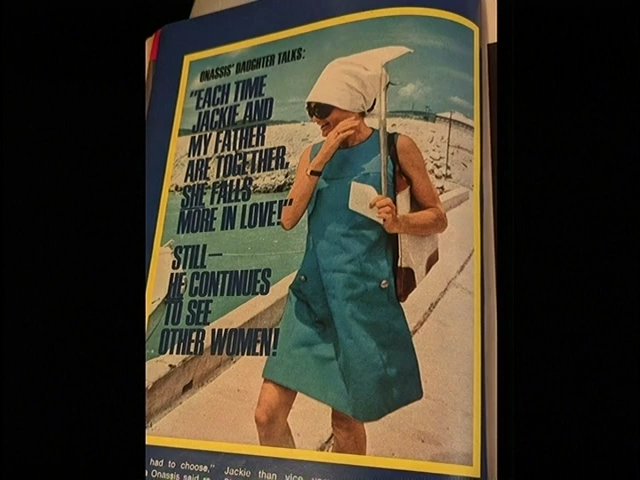 ONASSIS' DAUGHTER TALKS:
"EACH TIME
JACKIE AND
MY FATHER
ARE TOGETHER,
SHE FALLS
MORE IN LOVE!"
STILL—
HE CONTINUES
TO SEE
OTHER WOMEN!
had to choose," Jackie than vice
Onassis said